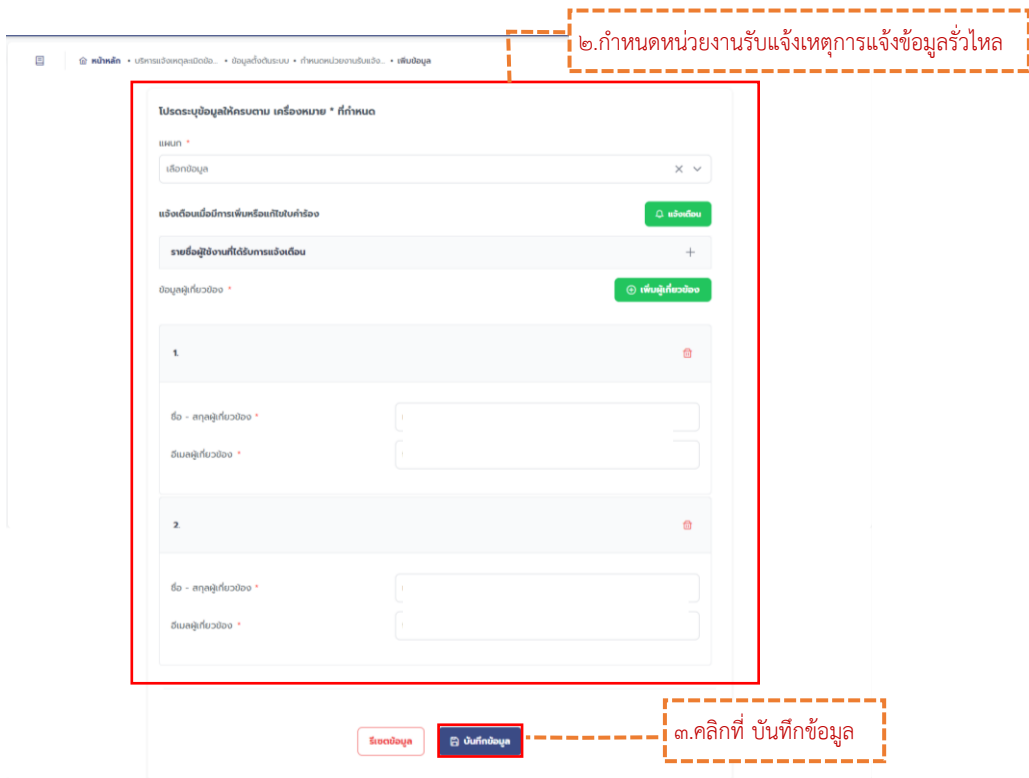 ๒.กำหนดหน่วยงานรับแจ้งเหตุการแจ้งข้อมูลรั่วไหล
หน้าหลัก • บริหารแจ้งเหตุละเมิดข้อ... • ข้อมูลตั้งต้นระบบ • กำหนดหน่วยงานรับแจ้ง... • เพิ่มข้อมูล
โปรดระบุข้อมูลให้ครบตาม เครื่องหมาย * ที่กำหนด
แผนก *
เลือกข้อมูล
แจ้งเตือนเมื่อมีการเพิ่มหรือแก้ไขใบคำร้อง
แจ้งเตือน
รายชื่อผู้ใช้งานที่ได้รับการแจ้งเตือน
ข้อมูลผู้เกี่ยวข้อง *
เพิ่มผู้เกี่ยวข้อง
1.
ชื่อ - สกุลผู้เกี่ยวข้อง *
อีเมลผู้เกี่ยวข้อง *
2.
ชื่อ - สกุลผู้เกี่ยวข้อง *
อีเมลผู้เกี่ยวข้อง *
รีเซตข้อมูล
บันทึกข้อมูล
๓.คลิกที่ บันทึกข้อมูล